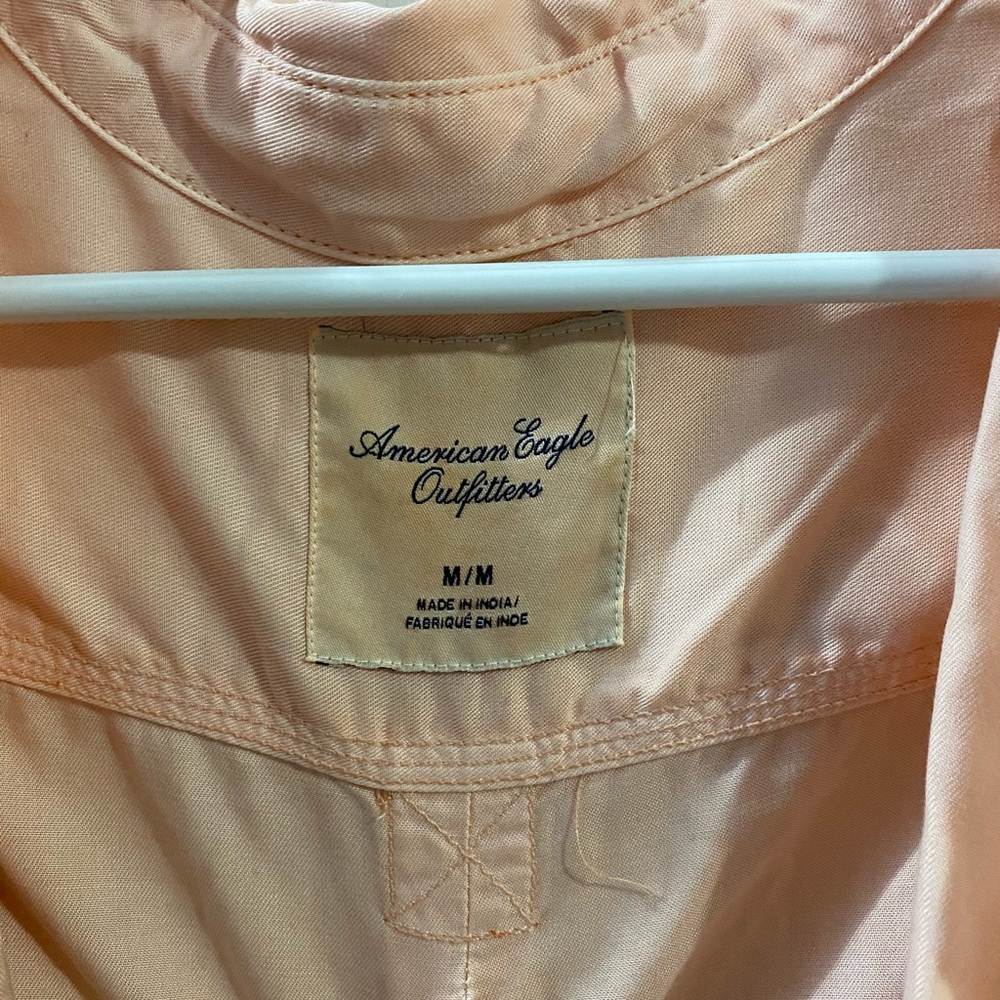 American Eagle
Outfitters
M/M
MADE IN INDIA/
FABRIQUÉ EN INDE